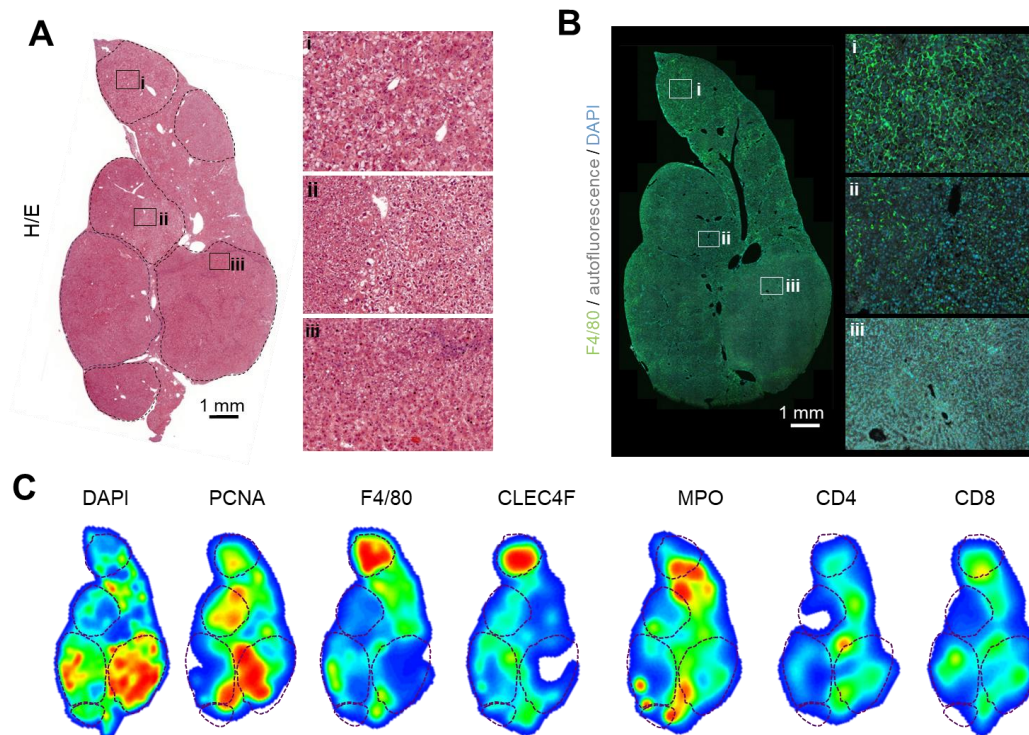 A
H/E
i
ii
iii
1 mm
i
ii
iii
B
F4/80 / autofluorescence / DAPI
i
ii
iii
1 mm
i
ii
iii
C
DAPI PCNA F4/80 CLEC4F MPO CD4 CD8